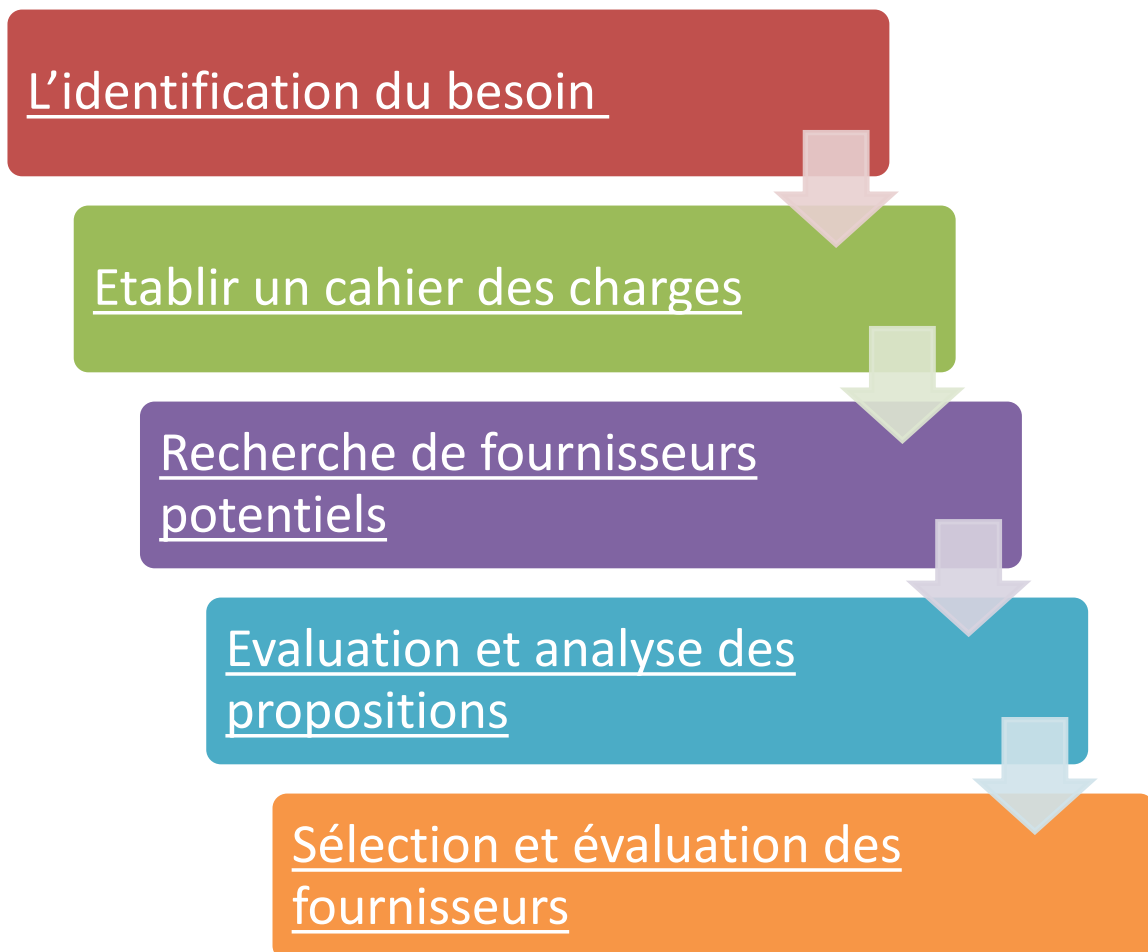 L’identification du besoin
Etablir un cahier des charges
Recherche de fournisseurs
potentiels
Evaluation et analyse des
propositions
Sélection et évaluation des
fournisseurs